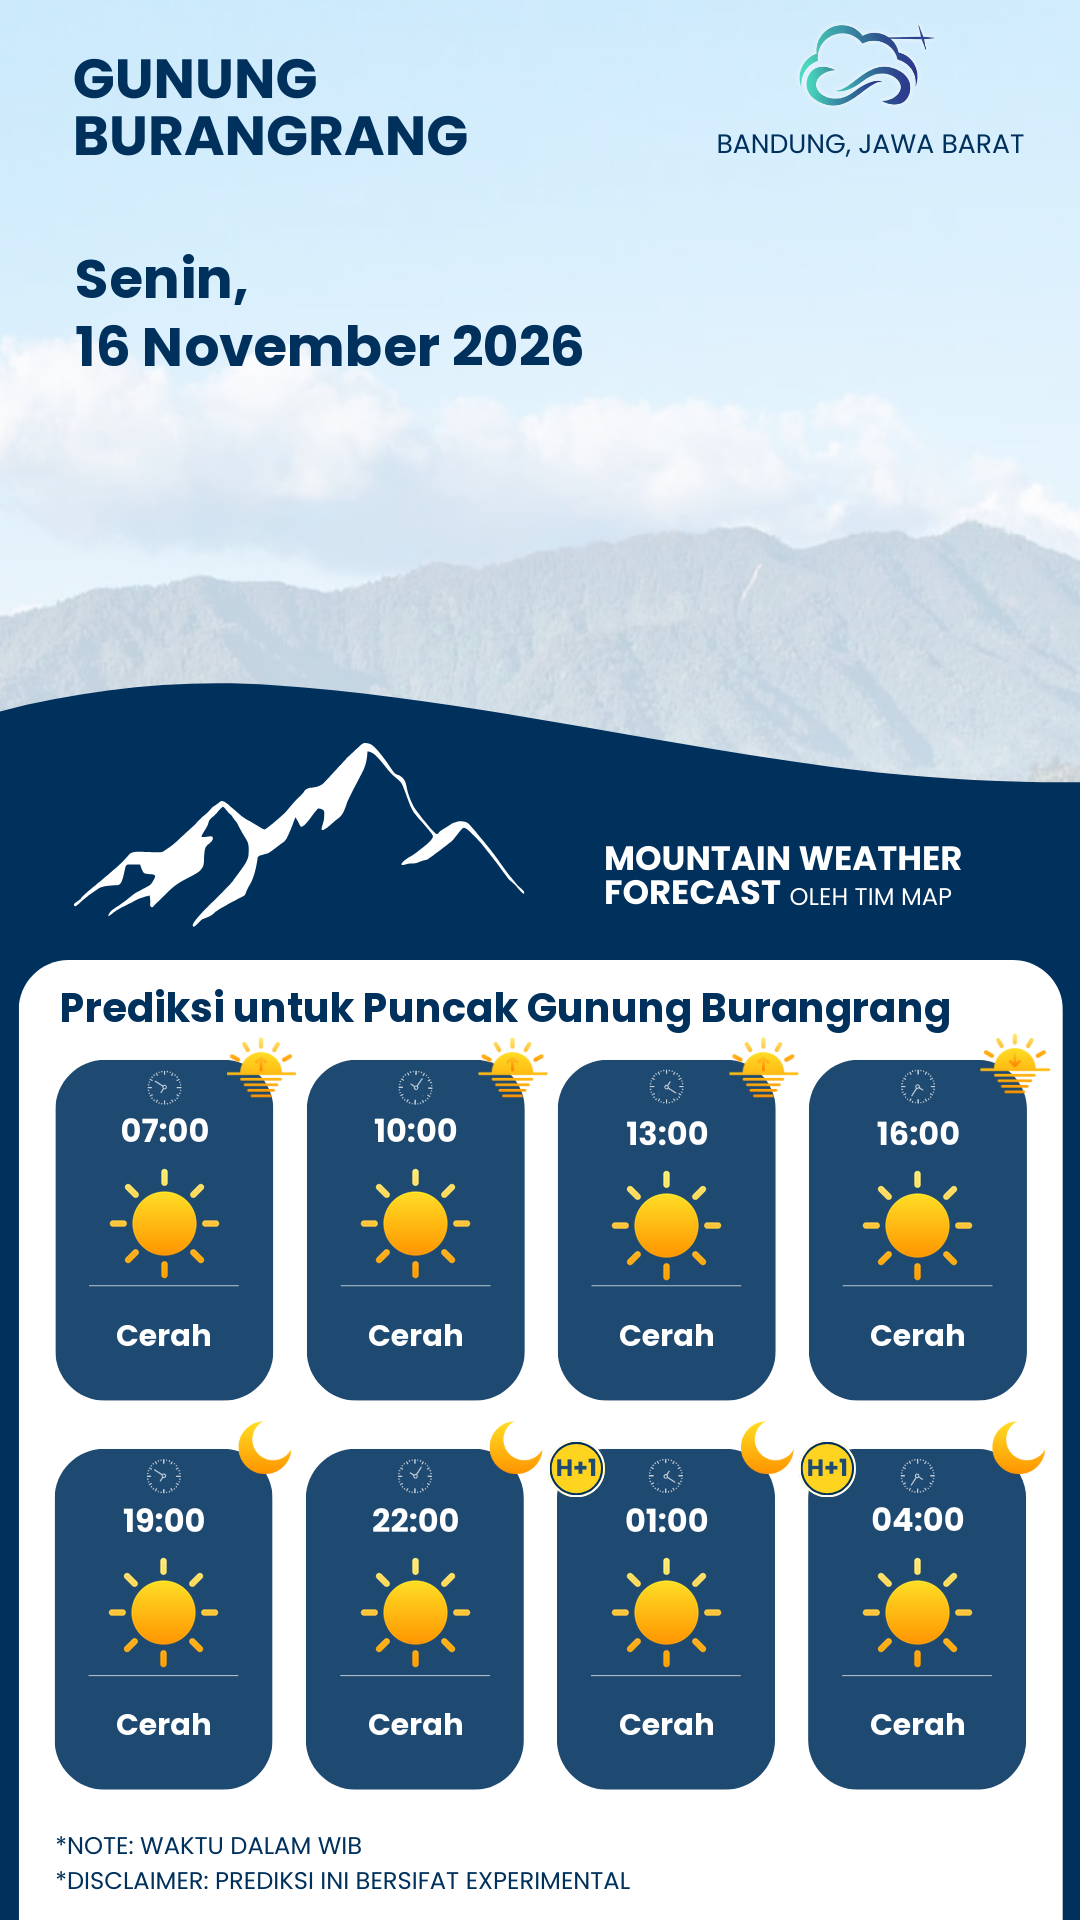 GUNUNG
BURANGRANG
BANDUNG, JAWA BARAT
Senin,
16 November 2026
MOUNTAIN WEATHER
FORECAST OLEH TIM MAP
Prediksi untuk Puncak Gunung Burangrang
07:00
10:00
13:00
16:00
Cerah
Cerah
Cerah
Cerah
H+1
H+1
19:00
22:00
01:00
04:00
Cerah
Cerah
Cerah
Cerah
*NOTE: WAKTU DALAM WIB
*DISCLAIMER: PREDIKSI INI BERSIFAT EXPERIMENTAL